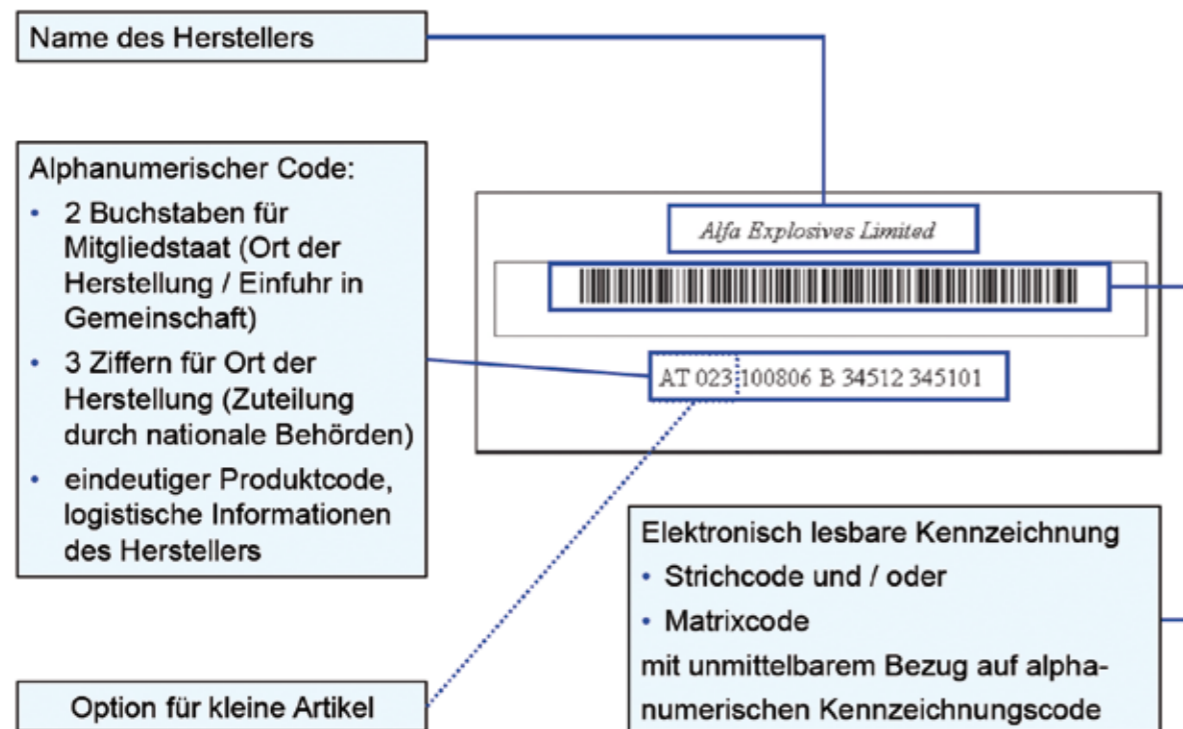 Name des Herstellers
Alphanumerischer Code:
• 2 Buchstaben für
Mitgliedstaat (Ort der
Herstellung / Einfuhr in
Gemeinschaft)
• 3 Ziffern für Ort der
Herstellung (Zuteilung
durch nationale Behörden)
• eindeutiger Produktcode,
logistische Informationen
des Herstellers
Option für kleine Artikel
Alfa Explosives Limited
AT 023 100806 B 34512 345101
Elektronisch lesbare Kennzeichnung
• Strichcode und / oder
• Matrixcode
mit unmittelbarem Bezug auf alpha-
numerischen Kennzeichnungscode